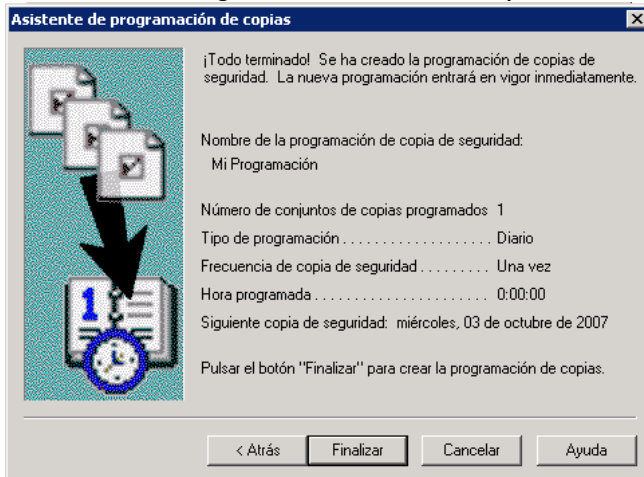 Asistente de programación de copias
¡Todo terminado! Se ha creado la programación de copias de
seguridad. La nueva programación entrará en vigor inmediatamente.
Nombre de la programación de copia de seguridad:
Mi Programación
Número de conjuntos de copias programados 1
Tipo de programación . . . . . . . . . . . . . . . . . . . Diario
Frecuencia de copia de seguridad . . . . . . . . . Una vez
Hora programada . . . . . . . . . . . . . . . . . . . . . . 0:00:00
Siguiente copia de seguridad: miércoles, 03 de octubre de 2007
1
Pulsar el botón "Finalizar" para crear la programación de copias.
< Atrás Finalizar Cancelar Ayuda